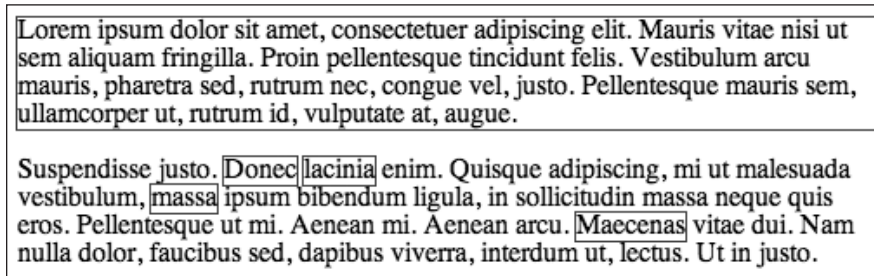 Lorem ipsum dolor sit amet, consectetuer adipiscing elit. Mauris vitae nisi ut
sem aliquam fringilla. Proin pellentesque tincidunt felis. Vestibulum arcu
mauris, pharetra sed, rutrum nec, congue vel, justo. Pellentesque mauris sem,
ullamcorper ut, rutrum id, vulputate at, augue.
Suspendisse justo. Donec lacinia enim. Quisque adipiscing, mi ut malesuada
vestibulum, massa ipsum bibendum ligula, in sollicitudin massa neque quis
eros. Pellentesque ut mi. Aenean mi. Aenean arcu. Maecenas vitae dui. Nam
nulla dolor, faucibus sed, dapibus viverra, interdum ut, lectus. Ut in justo.